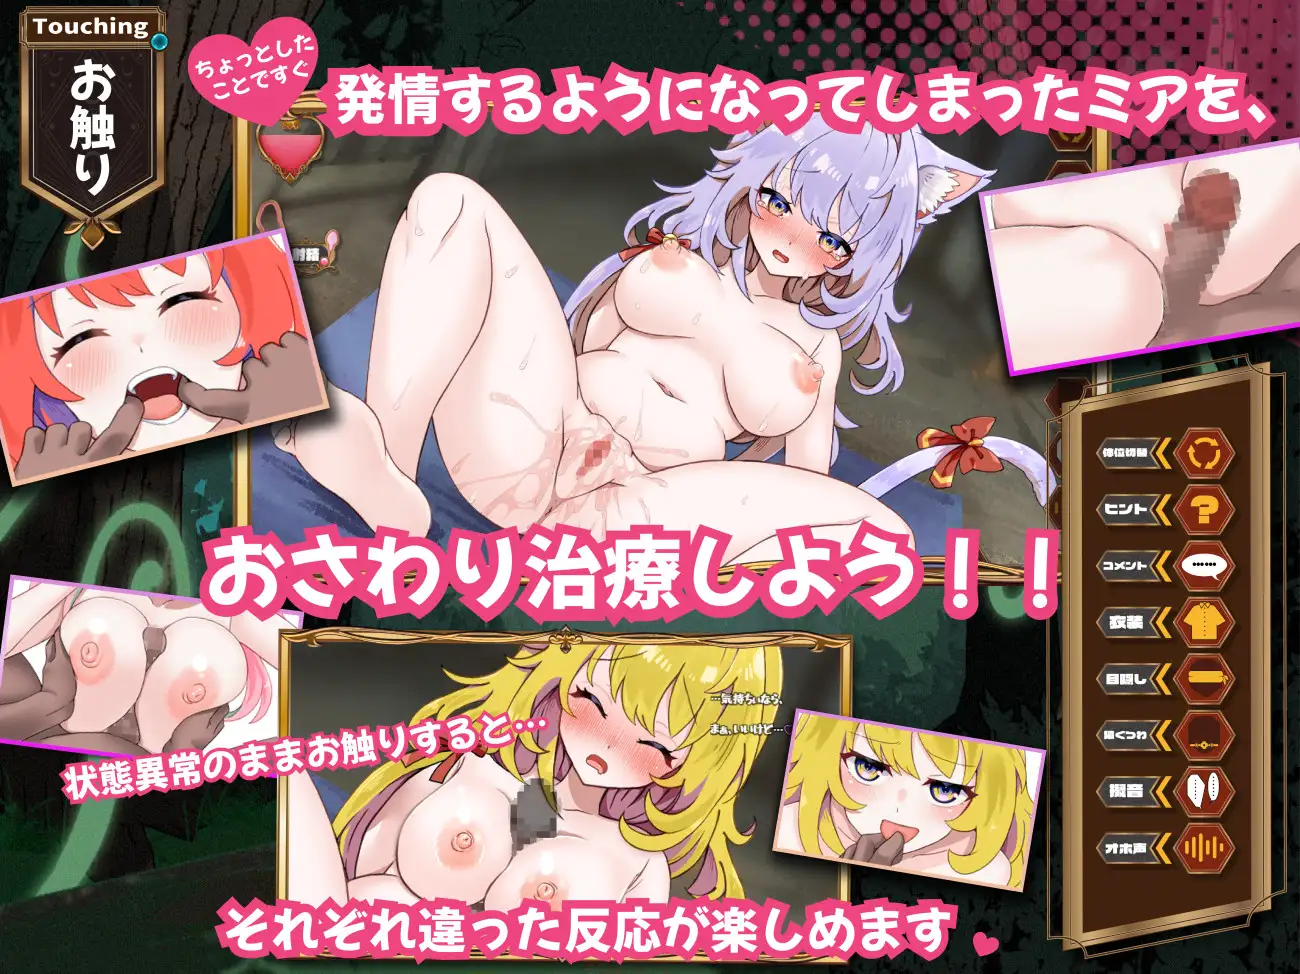 Touching
お触り
ちょっとした
ことですぐ
発情するようになってしまったミアを、
射精
おさわり治療しよう！！
体位切替
ヒント
コメント
衣装
目隠し
猿ぐつわ
擬音
オホ声
…気持ちいなら、
まぁ、いいけど…♡
状態異常のままお触りすると…
それぞれ違った反応が楽しめます